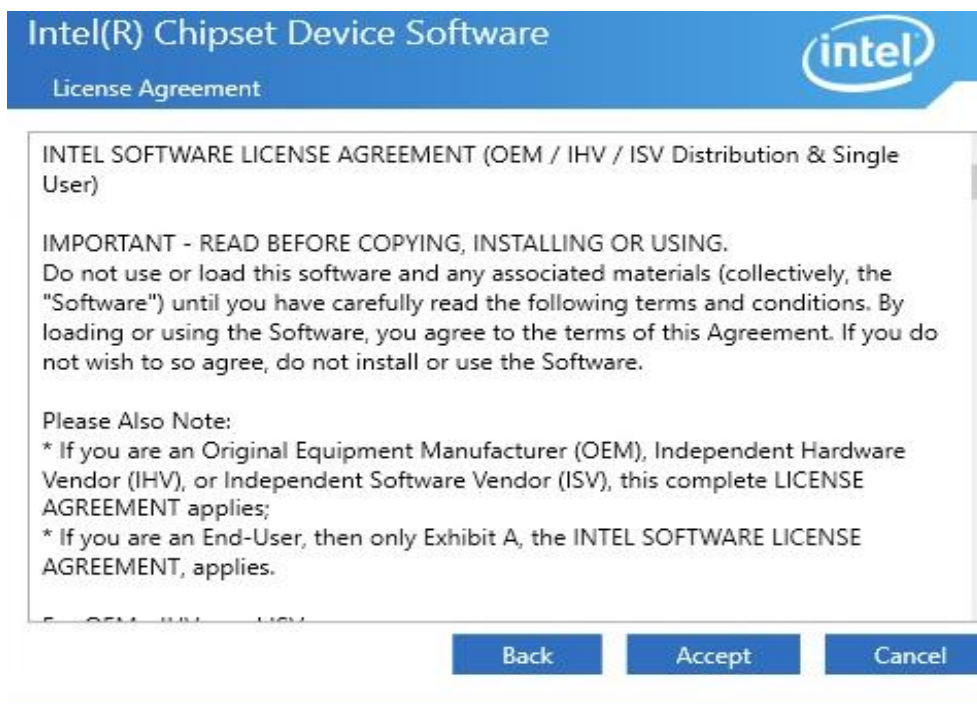 Intel(R) Chipset Device Software
intel
License Agreement
INTEL SOFTWARE LICENSE AGREEMENT (OEM / IHV / ISV Distribution & Single
User)
IMPORTANT - READ BEFORE COPYING, INSTALLING OR USING.
Do not use or load this software and any associated materials (collectively, the
"Software") until you have carefully read the following terms and conditions. By
loading or using the Software, you agree to the terms of this Agreement. If you do
not wish to so agree, do not install or use the Software.
Please Also Note:
* If you are an Original Equipment Manufacturer (OEM), Independent Hardware
Vendor (IHV), or Independent Software Vendor (ISV), this complete LICENSE
AGREEMENT applies;
* If you are an End-User, then only Exhibit A, the INTEL SOFTWARE LICENSE
AGREEMENT, applies.
Back Accept Cancel